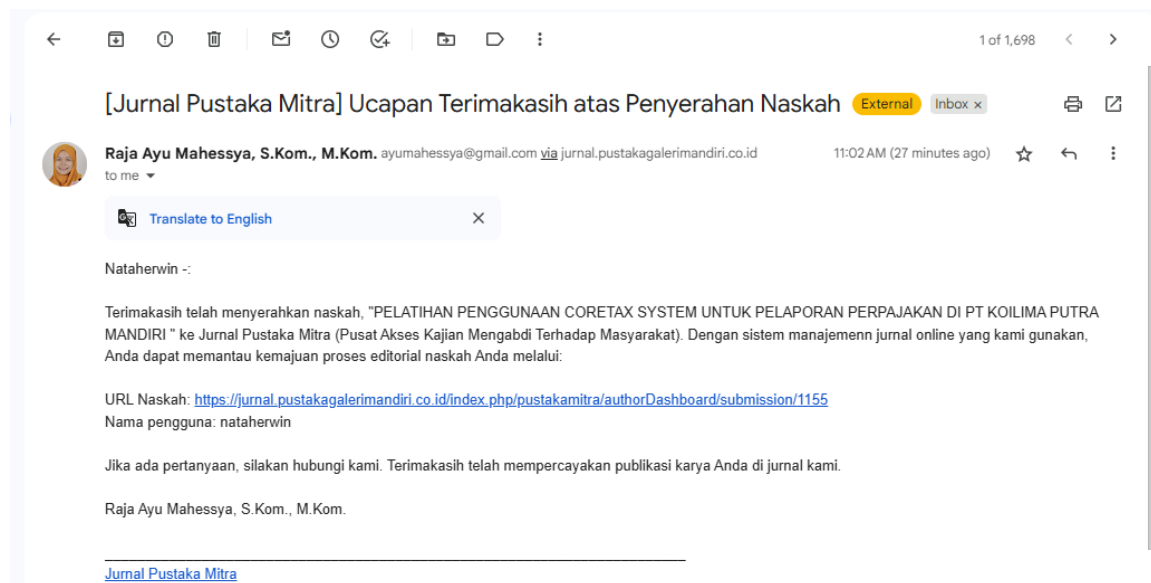 1 of 1,698
[Jurnal Pustaka Mitra] Ucapan Terimakasih atas Penyerahan Naskah External Inbox x
Raja Ayu Mahessya, S.Kom., M.Kom. ayumahessya@gmail.com via jurnal.pustakagalerimandiri.co.id 11:02 AM (27 minutes ago)
to me
Translate to English
Nataherwin -:
Terimakasih telah menyerahkan naskah, "PELATIHAN PENGGUNAAN CORETAX SYSTEM UNTUK PELAPORAN PERPAJAKAN DI PT KOILIMA PUTRA
MANDIRI " ke Jurnal Pustaka Mitra (Pusat Akses Kajian Mengabdi Terhadap Masyarakat). Dengan sistem manajemenn jurnal online yang kami gunakan,
Anda dapat memantau kemajuan proses editorial naskah Anda melalui:
URL Naskah: https://jurnal.pustakagalerimandiri.co.id/index.php/pustakamitra/authorDashboard/submission/1155
Nama pengguna: nataherwin
Jika ada pertanyaan, silakan hubungi kami. Terimakasih telah mempercayakan publikasi karya Anda di jurnal kami.
Raja Ayu Mahessya, S.Kom., M.Kom.
Jurnal Pustaka Mitra